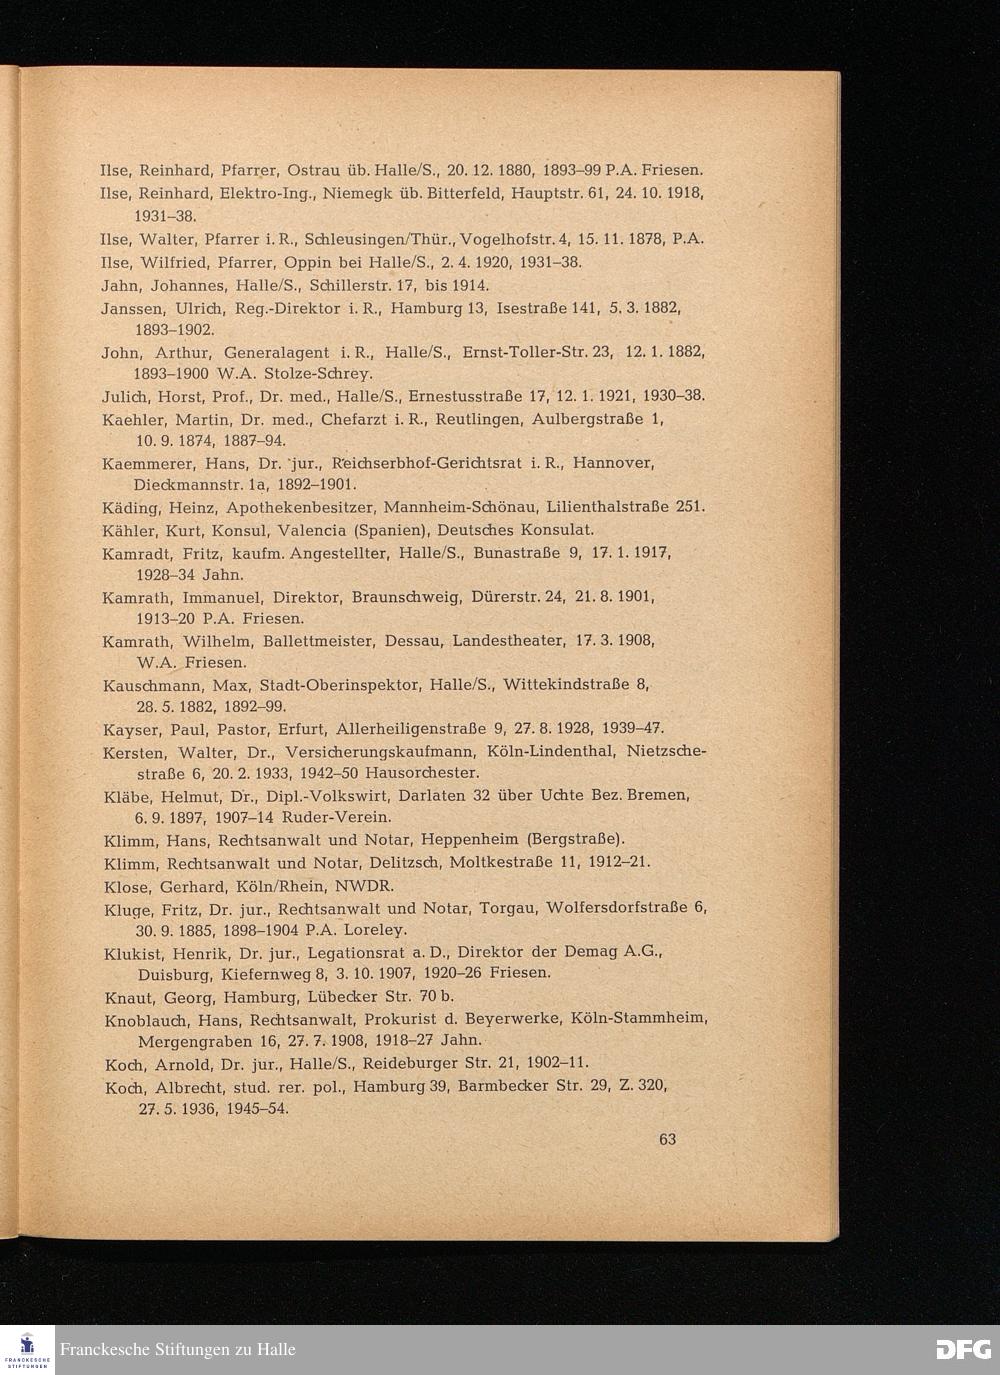 Ilse, Reinhard, Pfarrer, Ostrau üb. Halle/S., 20. 12. 1880, 1893–99 P.A. Friesen.
Ilse, Reinhard, Elektro-Ing., Niemegk üb. Bitterfeld, Hauptstr. 61, 24. 10. 1918,
1931–38.
Ilse, Walter, Pfarrer i. R., Schleusingen/Thür., Vogelhofstr. 4, 15. 11. 1878, P.A.
Ilse, Wilfried, Pfarrer, Oppin bei Halle/S., 2. 4. 1920, 1931–38.
Jahn, Johannes, Halle/S., Schillerstr. 17, bis 1914.
Janssen, Ulrich, Reg.-Direktor i. R., Hamburg 13, Isestraße 141, 5. 3. 1882,
1893–1902.
John, Arthur, Generalagent i. R., Halle/S., Ernst-Toller-Str. 23, 12. 1. 1882,
1893–1900 W.A. Stolze-Schrey.
Julich, Horst, Prof., Dr. med., Halle/S., Ernestusstraße 17, 12. 1. 1921, 1930–38.
Kaehler, Martin, Dr. med., Chefarzt i. R., Reutlingen, Aulbergstraße 1,
10. 9. 1874, 1887–94.
Kaemmerer, Hans, Dr. jur., Reichserbhof-Gerichtsrat i. R., Hannover,
Dieckmannstr. 1a, 1892–1901.
Käding, Heinz, Apothekenbesitzer, Mannheim-Schönau, Lilienthalstraße 251.
Kähler, Kurt, Konsul, Valencia (Spanien), Deutsches Konsulat.
Kamradt, Fritz, kaufm. Angestellter, Halle/S., Bunastraße 9, 17. 1. 1917,
1928–34 Jahn.
Kamrath, Immanuel, Direktor, Braunschweig, Dürerstr. 24, 21. 8. 1901,
1913–20 P.A. Friesen.
Kamrath, Wilhelm, Ballettmeister, Dessau, Landestheater, 17. 3. 1908,
W.A. Friesen.
Kauschmann, Max, Stadt-Oberinspektor, Halle/S., Wittekindstraße 8,
28. 5. 1882, 1892–99.
Kayser, Paul, Pastor, Erfurt, Allerheiligenstraße 9, 27. 8. 1928, 1939–47.
Kersten, Walter, Dr., Versicherungskaufmann, Köln-Lindenthal, Nietzsche-
straße 6, 20. 2. 1933, 1942–50 Hausorchester.
Kläbe, Helmut, Dr., Dipl.-Volkswirt, Darlaten 32 über Uchte Bez. Bremen,
6. 9. 1897, 1907–14 Ruder-Verein.
Klimm, Hans, Rechtsanwalt und Notar, Heppenheim (Bergstraße).
Klimm, Rechtsanwalt und Notar, Delitzsch, Moltkestraße 11, 1912–21.
Klose, Gerhard, Köln/Rhein, NWDR.
Kluge, Fritz, Dr. jur., Rechtsanwalt und Notar, Torgau, Wolfersdorfstraße 6,
30. 9. 1885, 1898–1904 P.A. Loreley.
Klukist, Henrik, Dr. jur., Legationsrat a. D., Direktor der Demag A.G.,
Duisburg, Kiefernweg 8, 3. 10. 1907, 1920–26 Friesen.
Knaut, Georg, Hamburg, Lübecker Str. 70 b.
Knoblauch, Hans, Rechtsanwalt, Prokurist d. Beyerwerke, Köln-Stammheim,
Mergengraben 16, 27. 7. 1908, 1918–27 Jahn.
Koch, Arnold, Dr. jur., Halle/S., Reideburger Str. 21, 1902–11.
Koch, Albrecht, stud. rer. pol., Hamburg 39, Barmbecker Str. 29, Z. 320,
27. 5. 1936, 1945–54.
63
FRANCKESCHE
STIFTUNGEN
Franckesche Stiftungen zu Halle
DFG